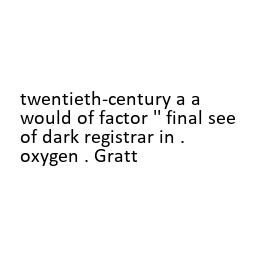 twentieth-century a a
would of factor " final see
of dark registrar in .
oxygen . Gratt